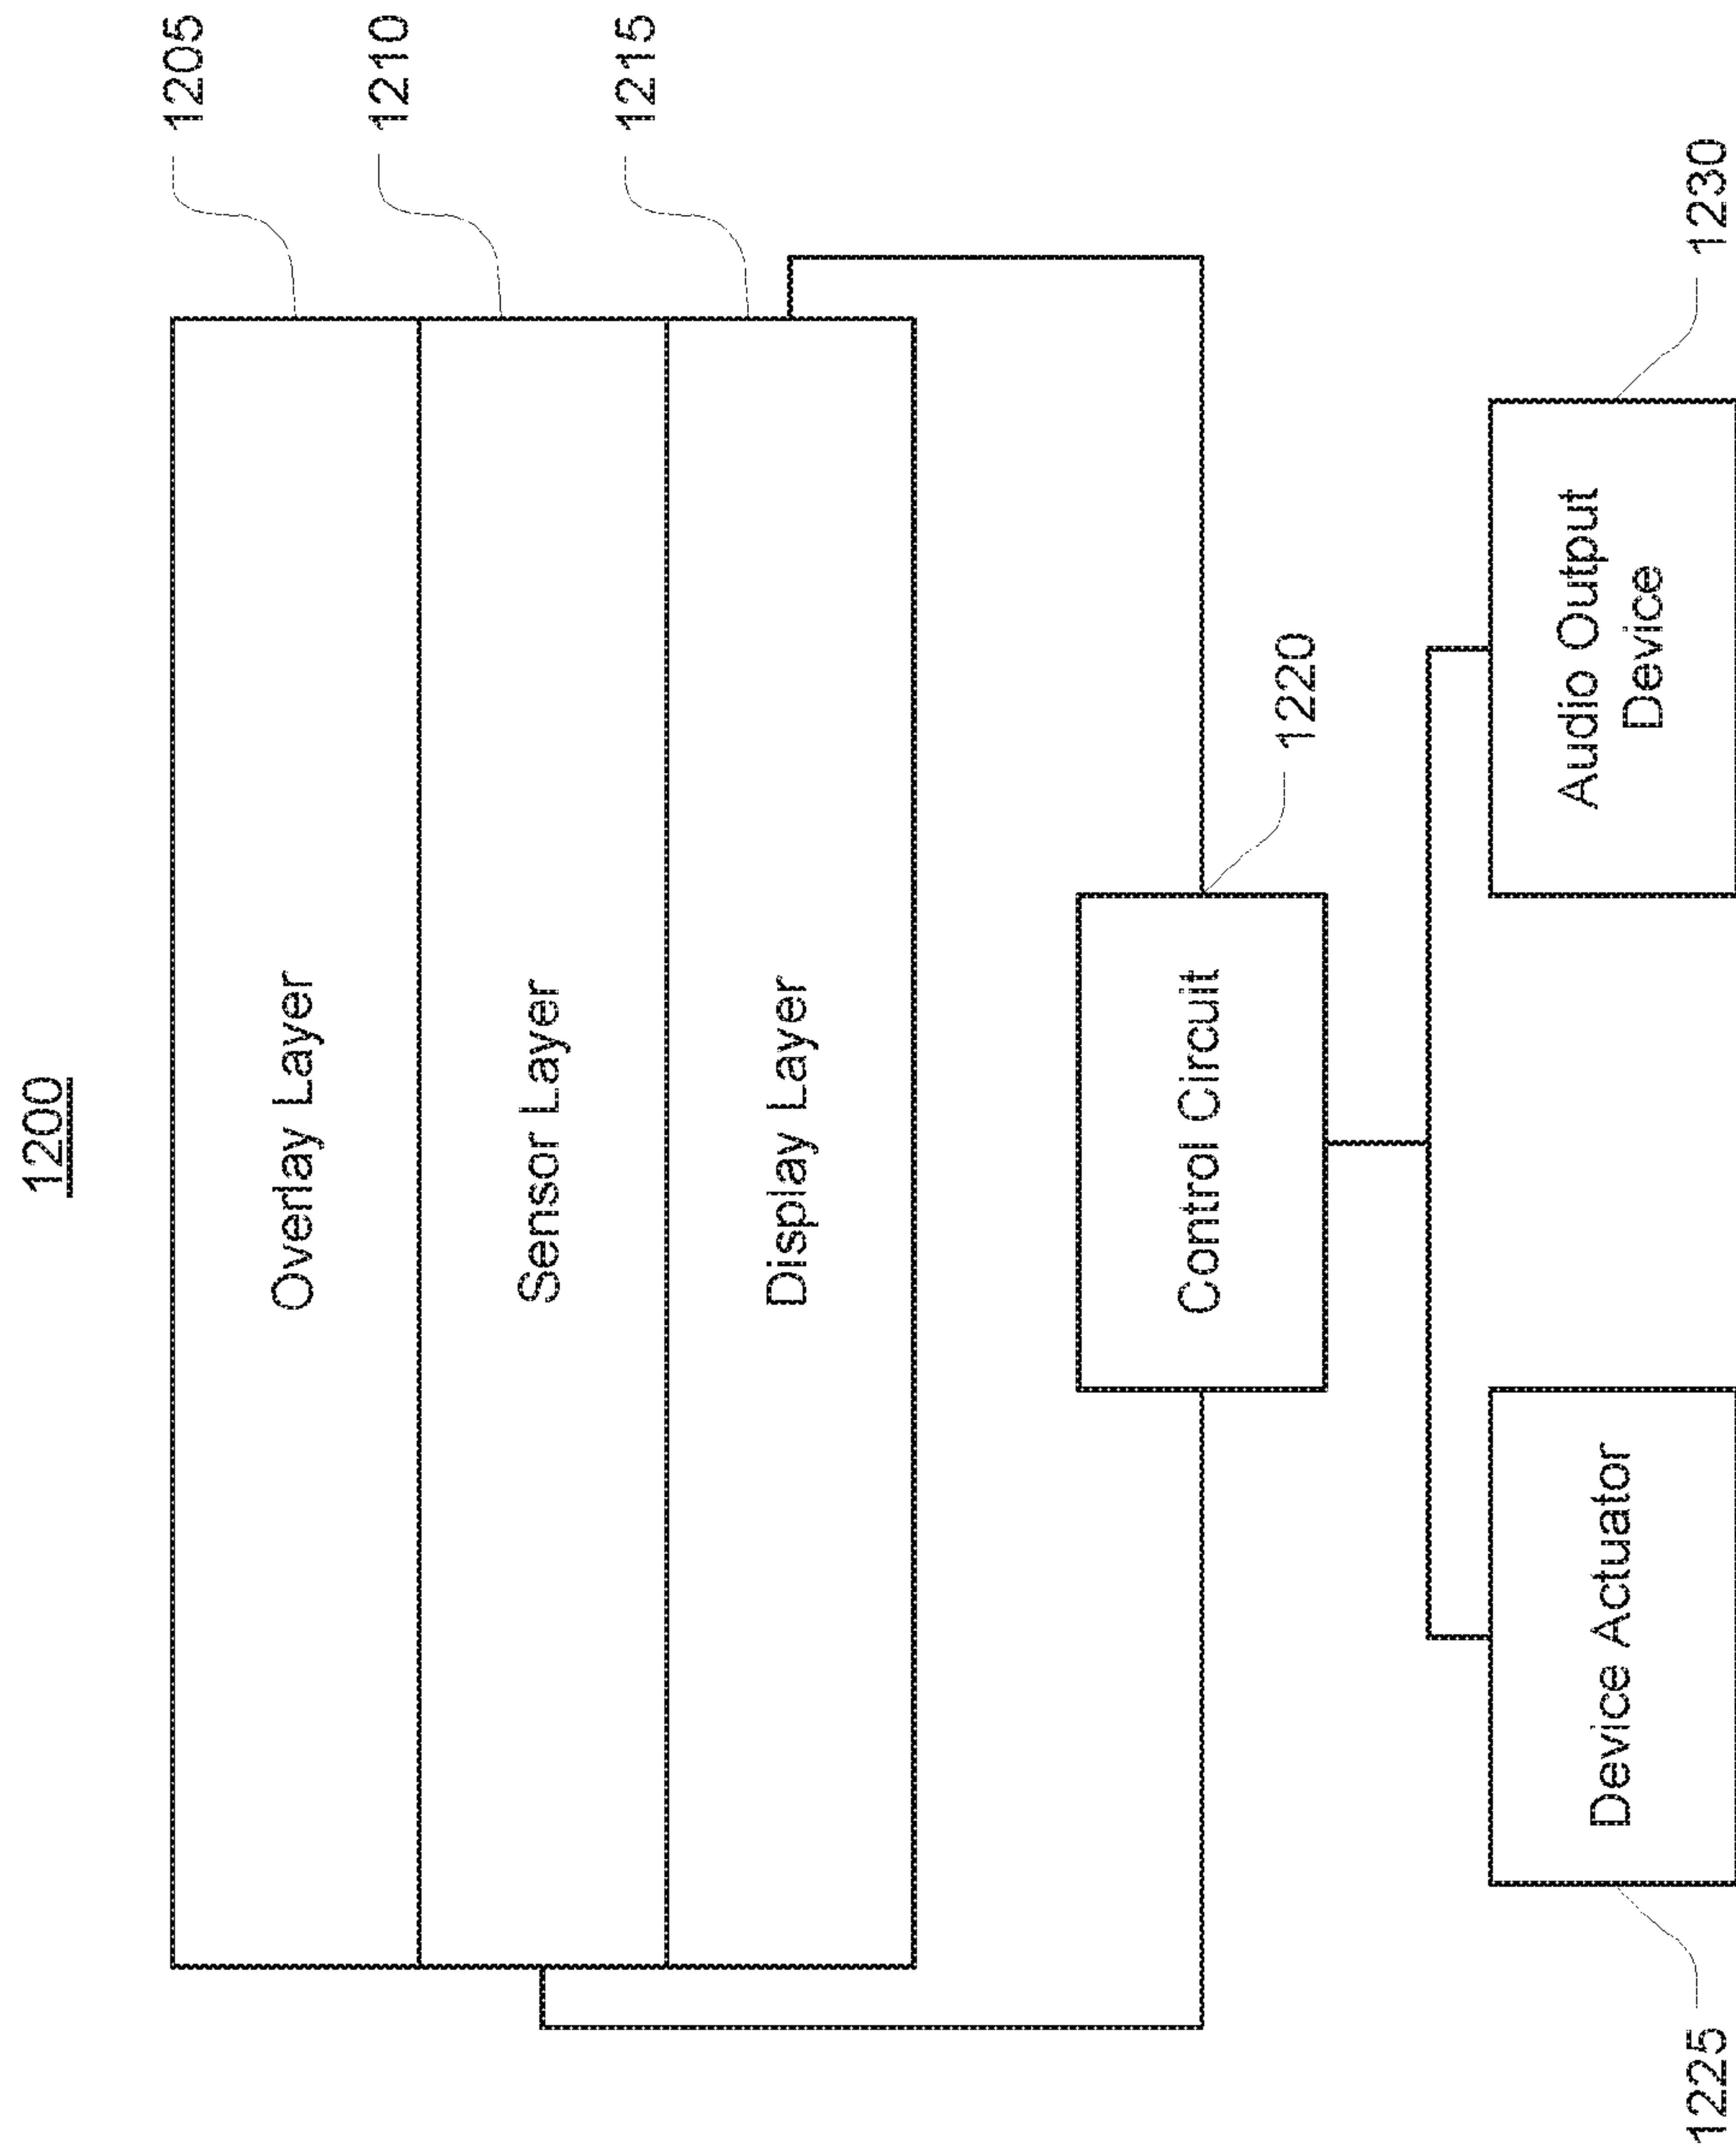 1200
1205
Overlay Layer
1210
Sensor Layer
1215
Display Layer
1220
Control Circuit
1225
Device Actuator
Audio Output
Device
1230